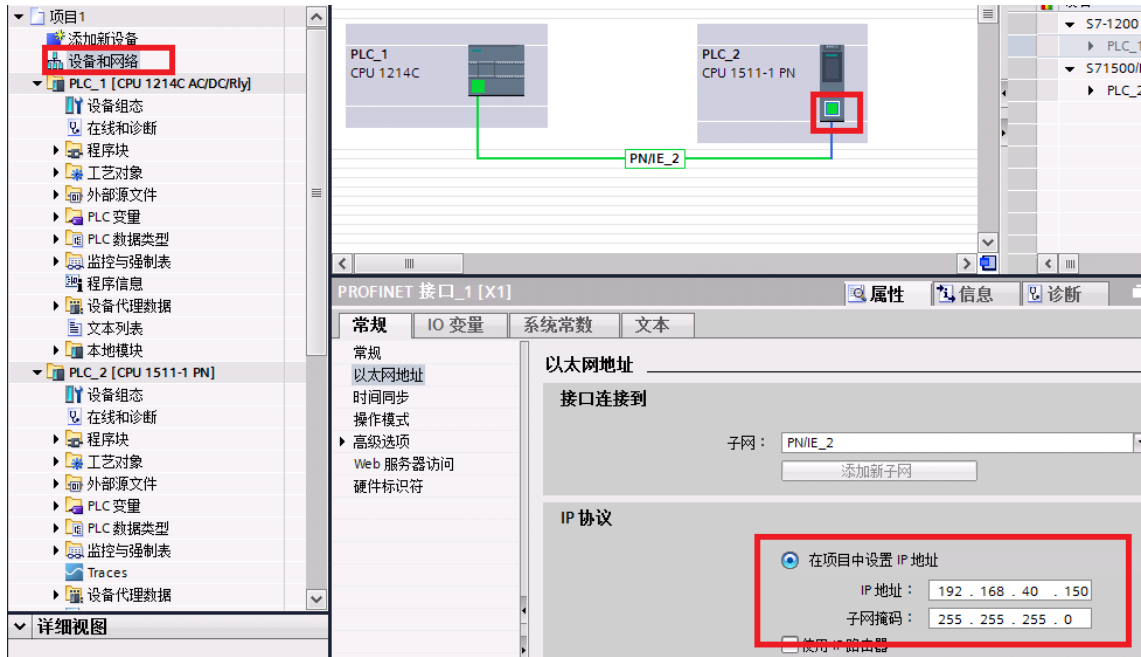 项目1
添加新设备
设备和网络
PLC_1 [CPU 1214C AC/DC/Rly]
设备组态
在线和诊断
程序块
工艺对象
外部源文件
PLC 变量
PLC 数据类型
监控与强制表
程序信息
设备代理数据
文本列表
本地模块
PLC_2 [CPU 1511-1 PN]
设备组态
在线和诊断
程序块
工艺对象
外部源文件
PLC 变量
PLC 数据类型
监控与强制表
Traces
设备代理数据
详细视图
PLC_1
CPU 1214C
PLC_2
CPU 1511-1 PN
PN/IE_2
S7-1200
PLC_1
S71500/
PLC_2
PROFINET 接口_1 [X1]
属性 信息 诊断
常规 IO 变量 系统常数 文本
常规
以太网地址
时间同步
操作模式
高级选项
Web 服务器访问
硬件标识符
以太网地址
接口连接到
子网： PN/IE_2
添加新子网
IP 协议
在项目中设置 IP 地址
IP 地址： 192 . 168 . 40 . 150
子网掩码： 255 . 255 . 255 . 0
使用 IP 路由器